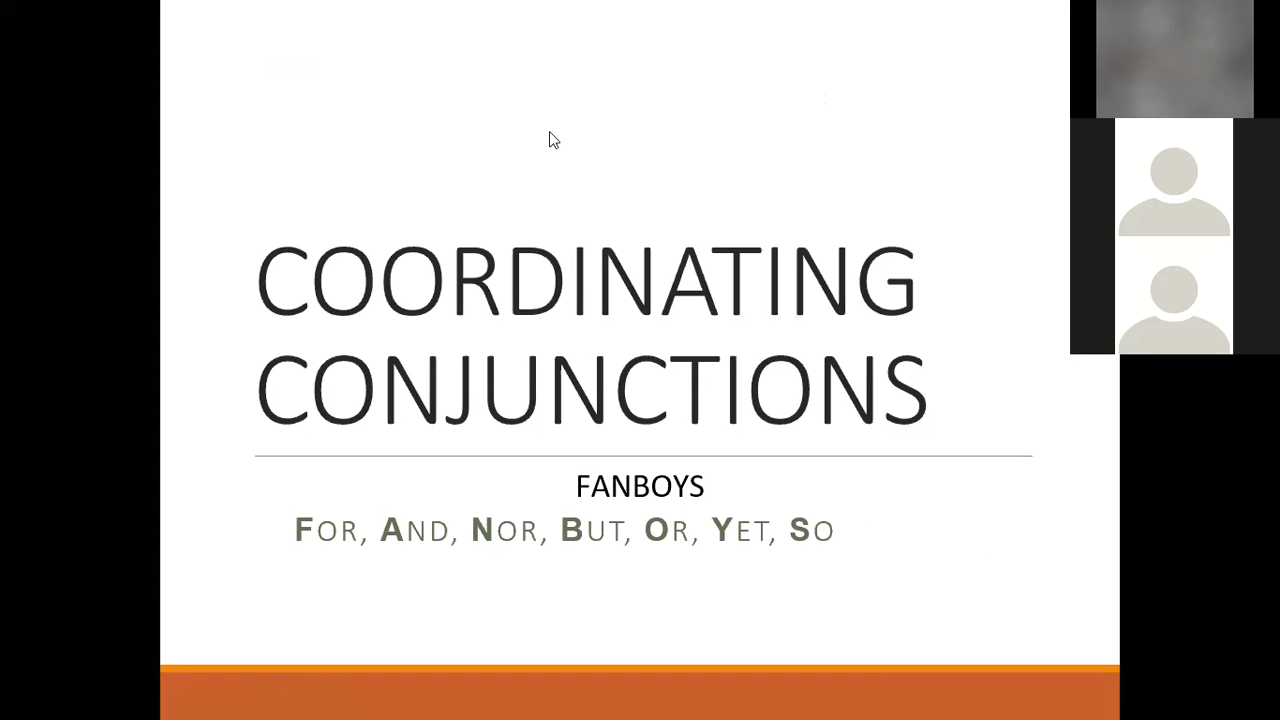 COORDINATING
CONJUNCTIONS
FANBOYS
FOR, AND, NOR, BUT, OR, YET, SO